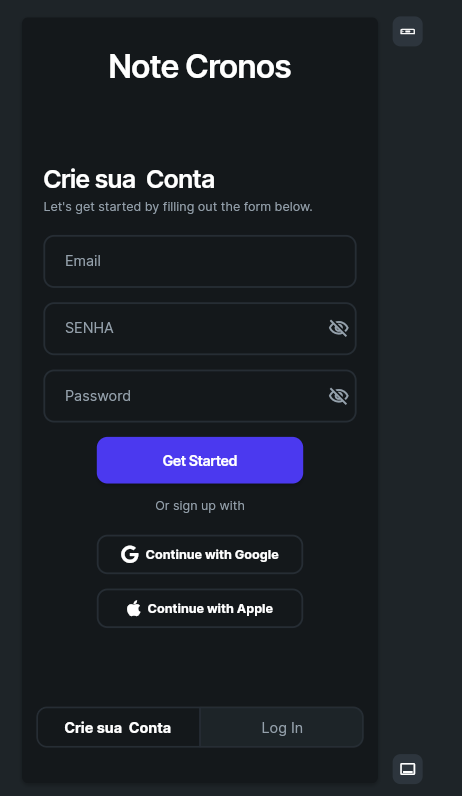 Note Cronos
Crie sua  Conta
Let's get started by filling out the form below.
Email
SENHA
Password
Get Started
Or sign up with
Continue with Google
Continue with Apple
Crie sua  Conta
Log In